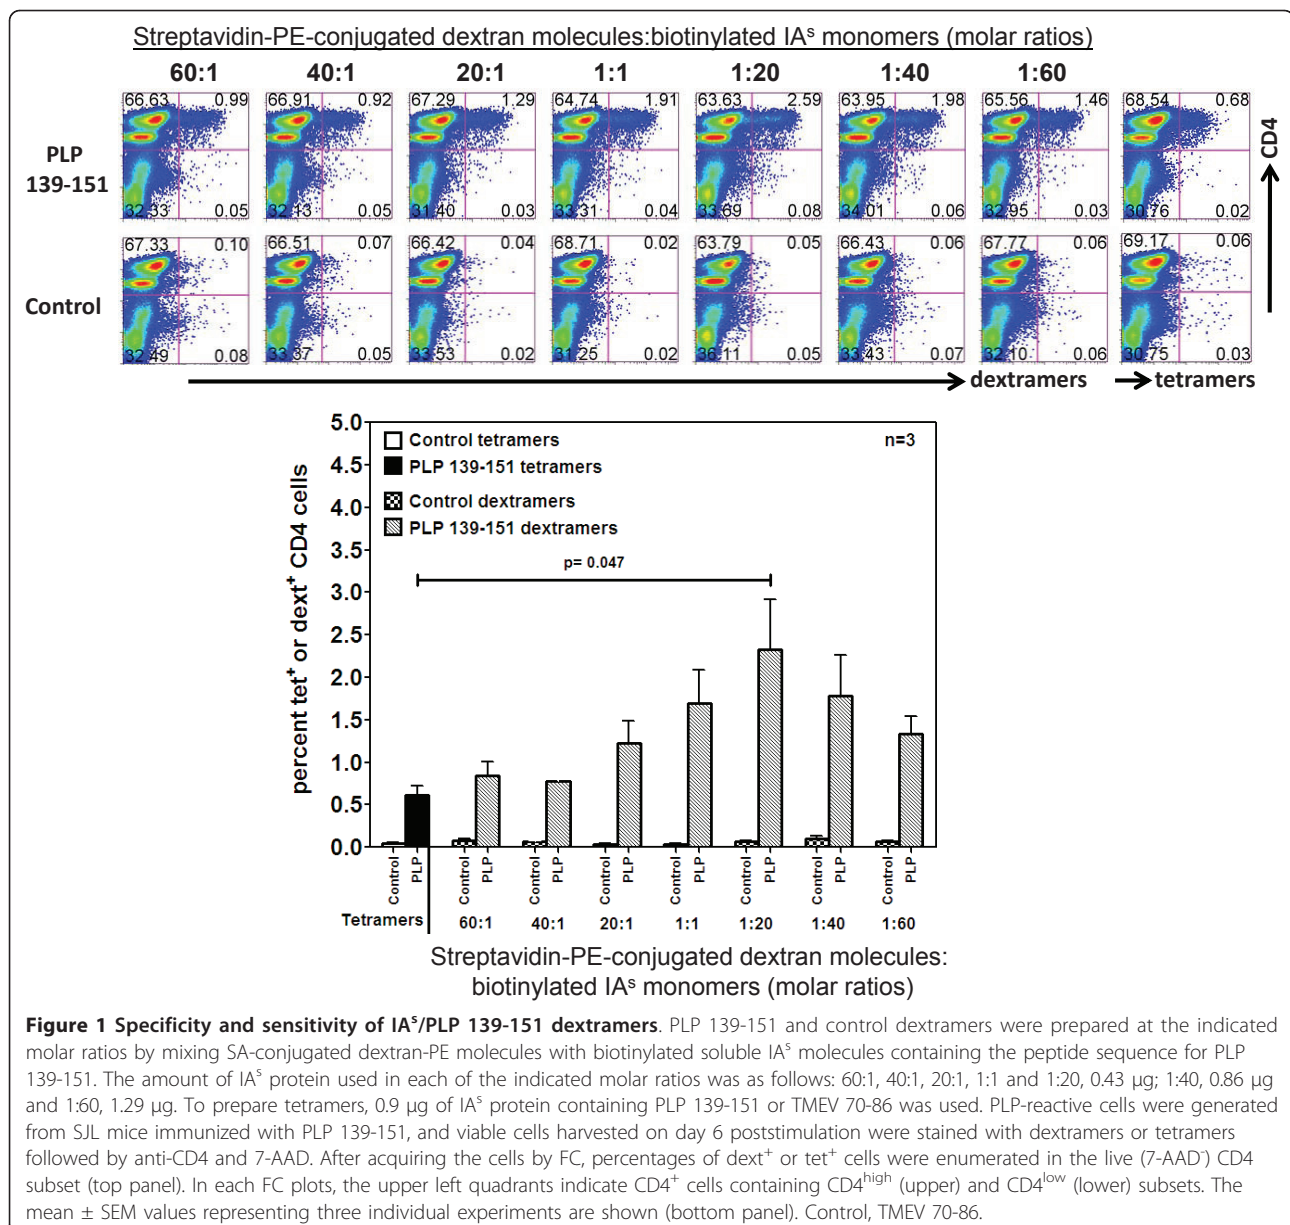 Streptavidin-PE-conjugated dextran molecules:biotinylated IAˢ monomers (molar ratios)
60:1 40:1 20:1 1:1 1:20 1:40 1:60
66.63 0.99 66.91 0.92 67.29 1.29 64.74 1.91 63.63 2.59 63.95 1.98 65.56 1.46 68.54 0.68
PLP
139-151
CD4
32.33 0.05 32.43 0.05 31.40 0.03 33.31 0.04 33.69 0.08 34.01 0.06 32.95 0.03 30.76 0.02
67.33 0.10 66.51 0.07 66.42 0.04 68.71 0.02 63.79 0.05 66.43 0.06 67.77 0.06 69.17 0.06
Control
32.49 0.08 33.37 0.05 33.53 0.02 31.25 0.02 36.11 0.05 33.43 0.07 32.10 0.06 30.75 0.03
dextramers tetramers
percent tet⁺ or dext⁺ CD4 cells
5.0
4.5
4.0
3.5
3.0
2.5
2.0
1.5
1.0
0.5
0.0
Control tetramers
PLP 139-151 tetramers
Control dextramers
PLP 139-151 dextramers
n=3
p= 0.047
Control PLP Control PLP Control PLP Control PLP Control PLP Control PLP Control PLP Control PLP
Tetramers 60:1 40:1 20:1 1:1 1:20 1:40 1:60
Streptavidin-PE-conjugated dextran molecules:
biotinylated IAˢ monomers (molar ratios)
Figure 1 Specificity and sensitivity of IAˢ/PLP 139-151 dextramers. PLP 139-151 and control dextramers were prepared at the indicated
molar ratios by mixing SA-conjugated dextran-PE molecules with biotinylated soluble IAˢ molecules containing the peptide sequence for PLP
139-151. The amount of IAˢ protein used in each of the indicated molar ratios was as follows: 60:1, 40:1, 20:1, 1:1 and 1:20, 0.43 μg; 1:40, 0.86 μg
and 1:60, 1.29 μg. To prepare tetramers, 0.9 μg of IAˢ protein containing PLP 139-151 or TMEV 70-86 was used. PLP-reactive cells were generated
from SJL mice immunized with PLP 139-151, and viable cells harvested on day 6 poststimulation were stained with dextramers or tetramers
followed by anti-CD4 and 7-AAD. After acquiring the cells by FC, percentages of dext⁺ or tet⁺ cells were enumerated in the live (7-AAD⁻) CD4
subset (top panel). In each FC plots, the upper left quadrants indicate CD4⁺ cells containing CD4ʰⁱᵍʰ (upper) and CD4ˡᵒʷ (lower) subsets. The
mean ± SEM values representing three individual experiments are shown (bottom panel). Control, TMEV 70-86.